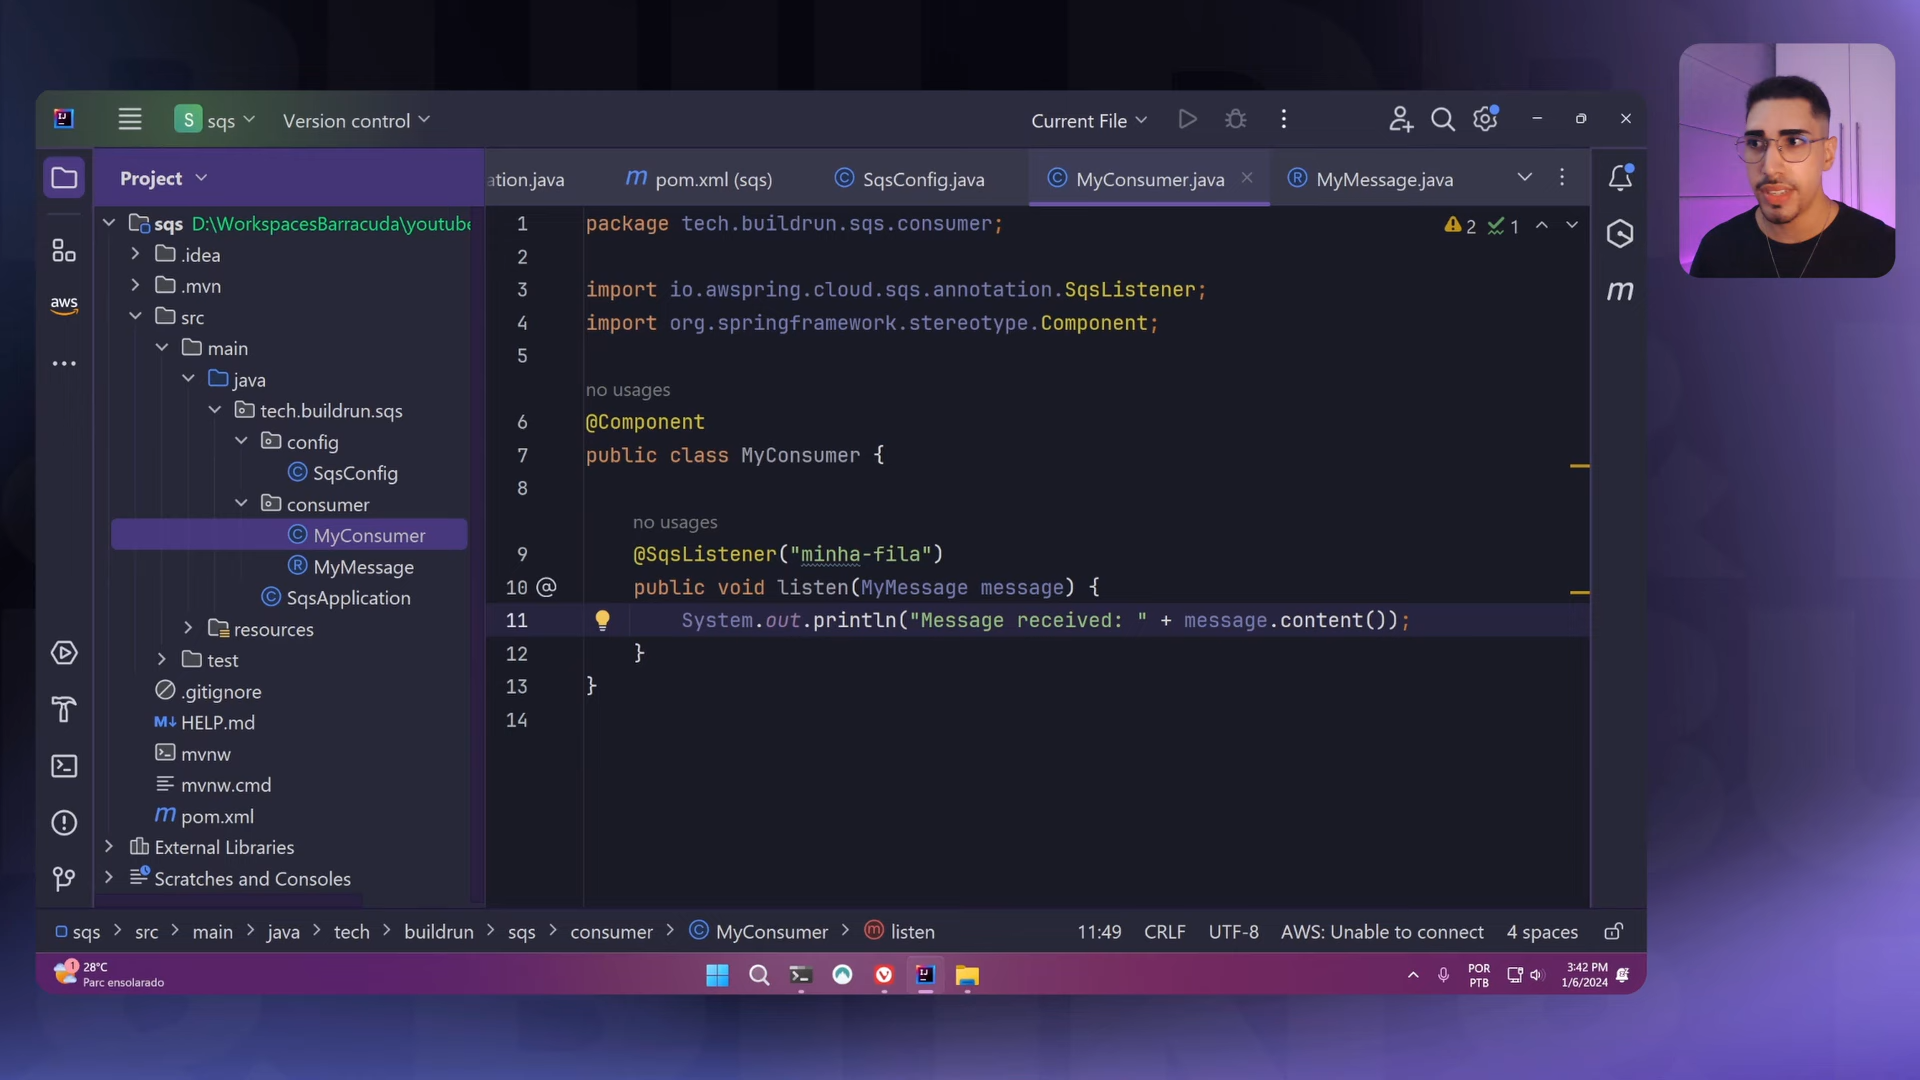 S sqs
Version control
Current File
Project
ation.java
pom.xml (sqs)
SqsConfig.java
MyConsumer.java
MyMessage.java
aws
sqs D:\WorkspacesBarracuda\youtube
.idea
.mvn
src
main
java
tech.buildrun.sqs
config
SqsConfig
consumer
MyConsumer
MyMessage
SqsApplication
resources
test
.gitignore
HELP.md
mvnw
mvnw.cmd
pom.xml
External Libraries
Scratches and Consoles
2 1
1 package tech.buildrun.sqs.consumer;
2
3 import io.awspring.cloud.sqs.annotation.SqsListener;
4 import org.springframework.stereotype.Component;
5
no usages
6 @Component
7 public class MyConsumer {
8
no usages
9 @SqsListener("minha-fila")
10 public void listen(MyMessage message) {
11 System.out.println("Message received: " + message.content());
12 }
13 }
14
sqs > src > main > java > tech > buildrun > sqs > consumer > MyConsumer > listen
11:49 CRLF UTF-8 AWS: Unable to connect 4 spaces
1
28°C
Parc ensolarado
POR
PTB
3:42 PM
1/6/2024